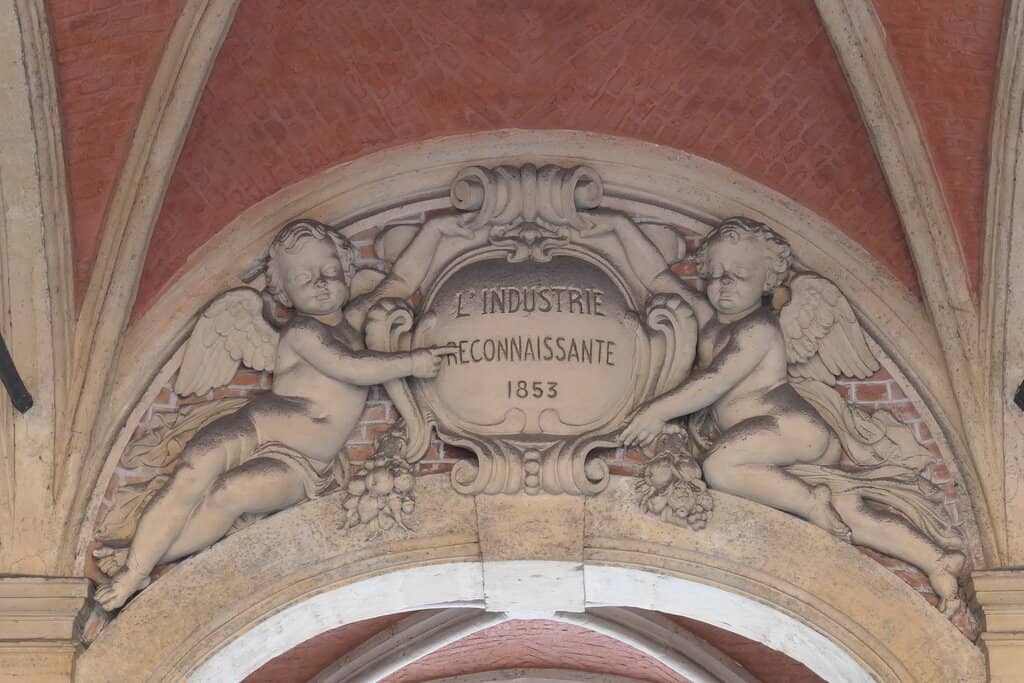 L'INDUSTRIE
RECONNAISSANTE
1853